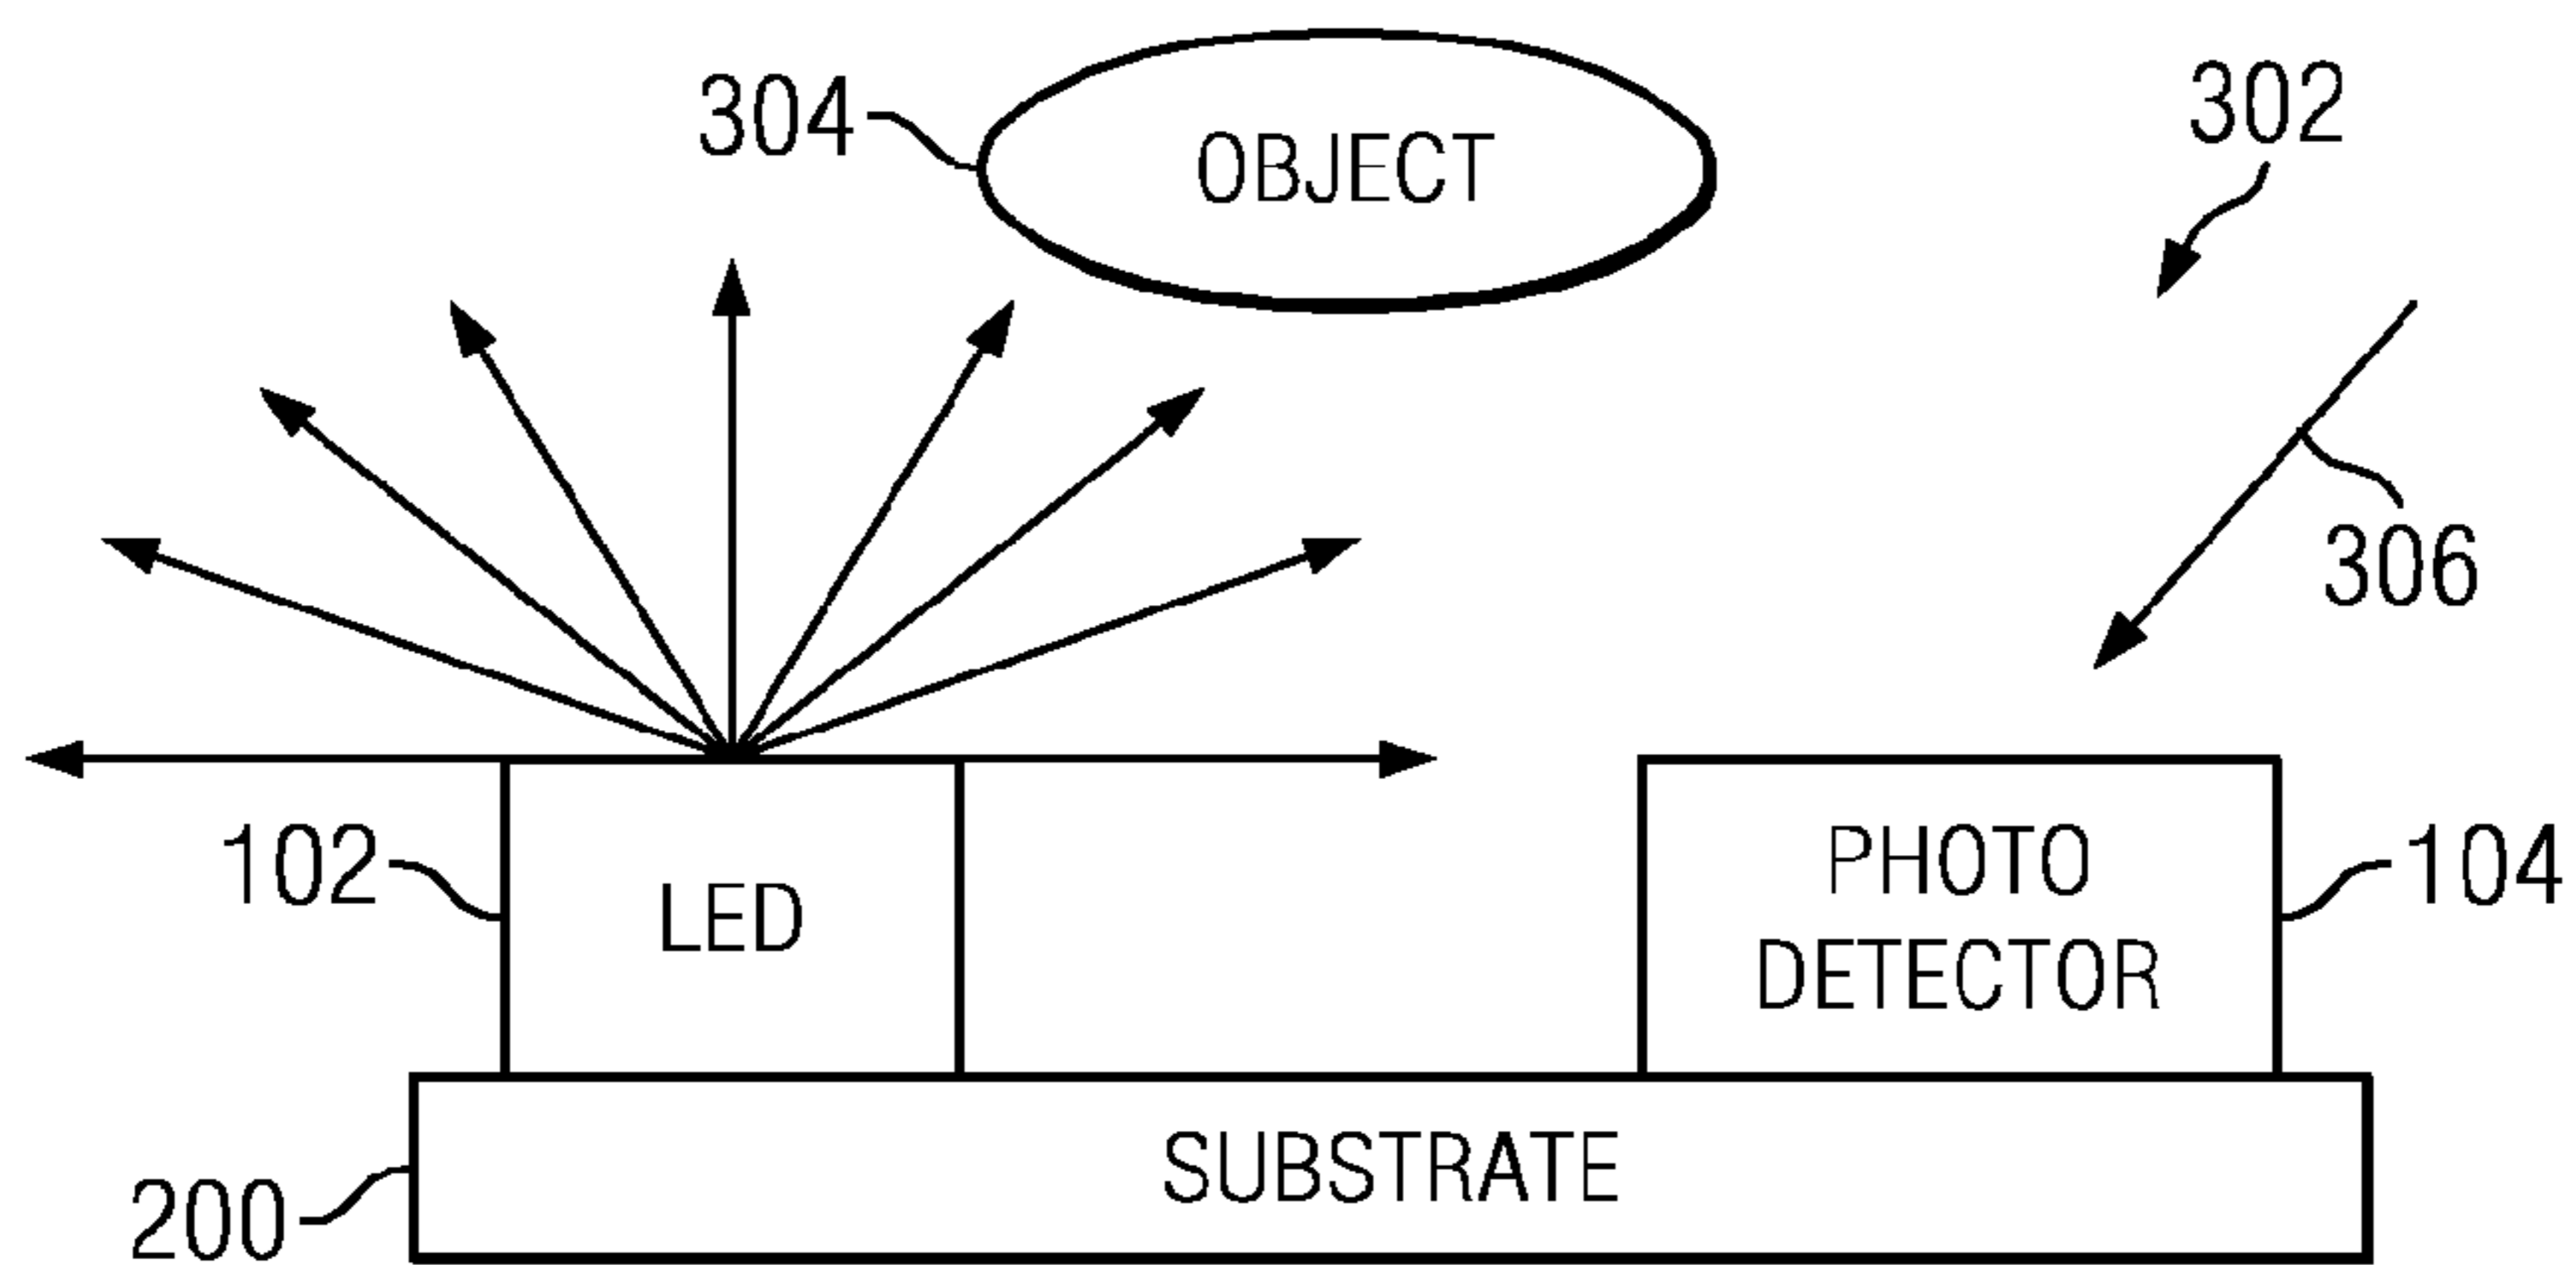 302
304
OBJECT
306
102
LED
PHOTO
DETECTOR
104
200
SUBSTRATE